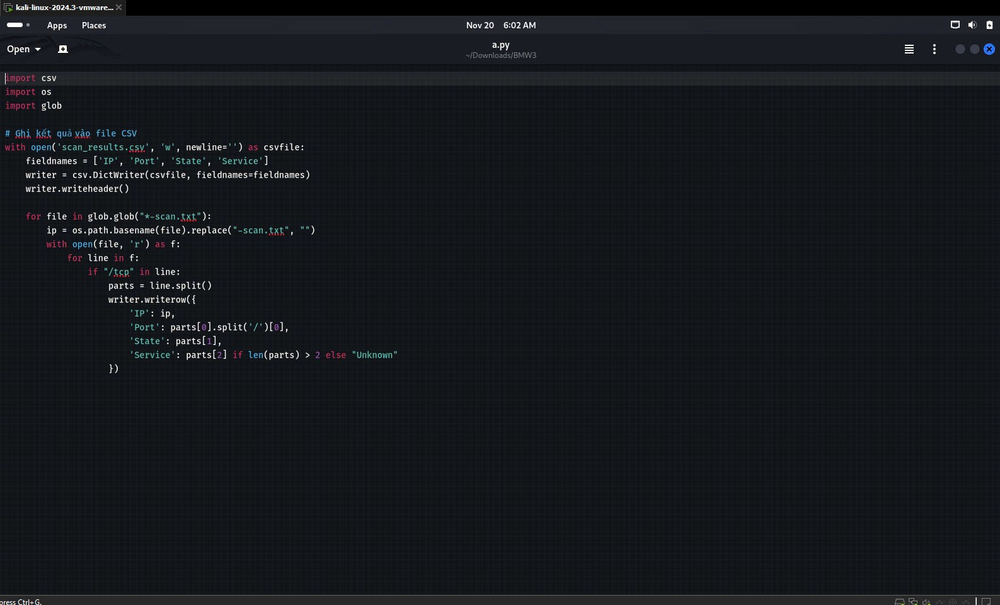 kali-linux-2024.3-vmware...
Apps Places Nov 20 6:02 AM
Open a.py
~/Downloads/BMW3
import csv
import os
import glob
# Ghi kết quả vào file CSV
with open('scan_results.csv', 'w', newline='') as csvfile:
    fieldnames = ['IP', 'Port', 'State', 'Service']
    writer = csv.DictWriter(csvfile, fieldnames=fieldnames)
    writer.writeheader()
    for file in glob.glob("*-scan.txt"):
        ip = os.path.basename(file).replace("-scan.txt", "")
        with open(file, 'r') as f:
            for line in f:
                if "/tcp" in line:
                    parts = line.split()
                    writer.writerow({
                        'IP': ip,
                        'Port': parts[0].split('/')[0],
                        'State': parts[1],
                        'Service': parts[2] if len(parts) > 2 else "Unknown"
                    })
press Ctrl+G.